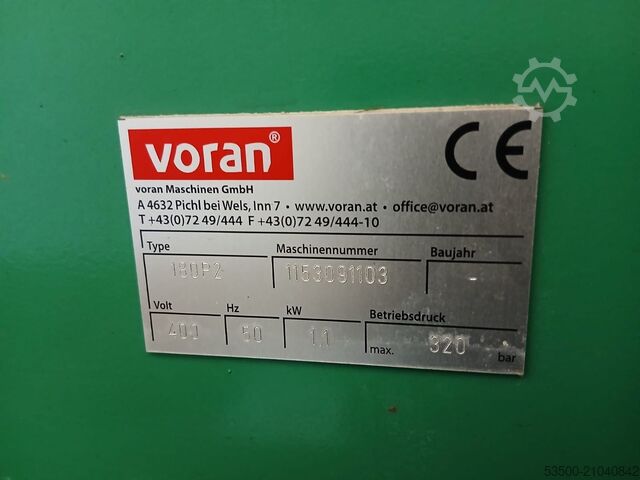 voran®
CE
voran Maschinen GmbH
A 4632 Pichl bei Wels, Inn 7 • www.voran.at • office@voran.at
T +43(0)72 49/444 F +43(0)72 49/444-10
Type Maschinennummer Baujahr
180P2 1153091103 -
Volt Hz kW Betriebsdruck
400 50 1,1 max. 320 bar
53500-21040842